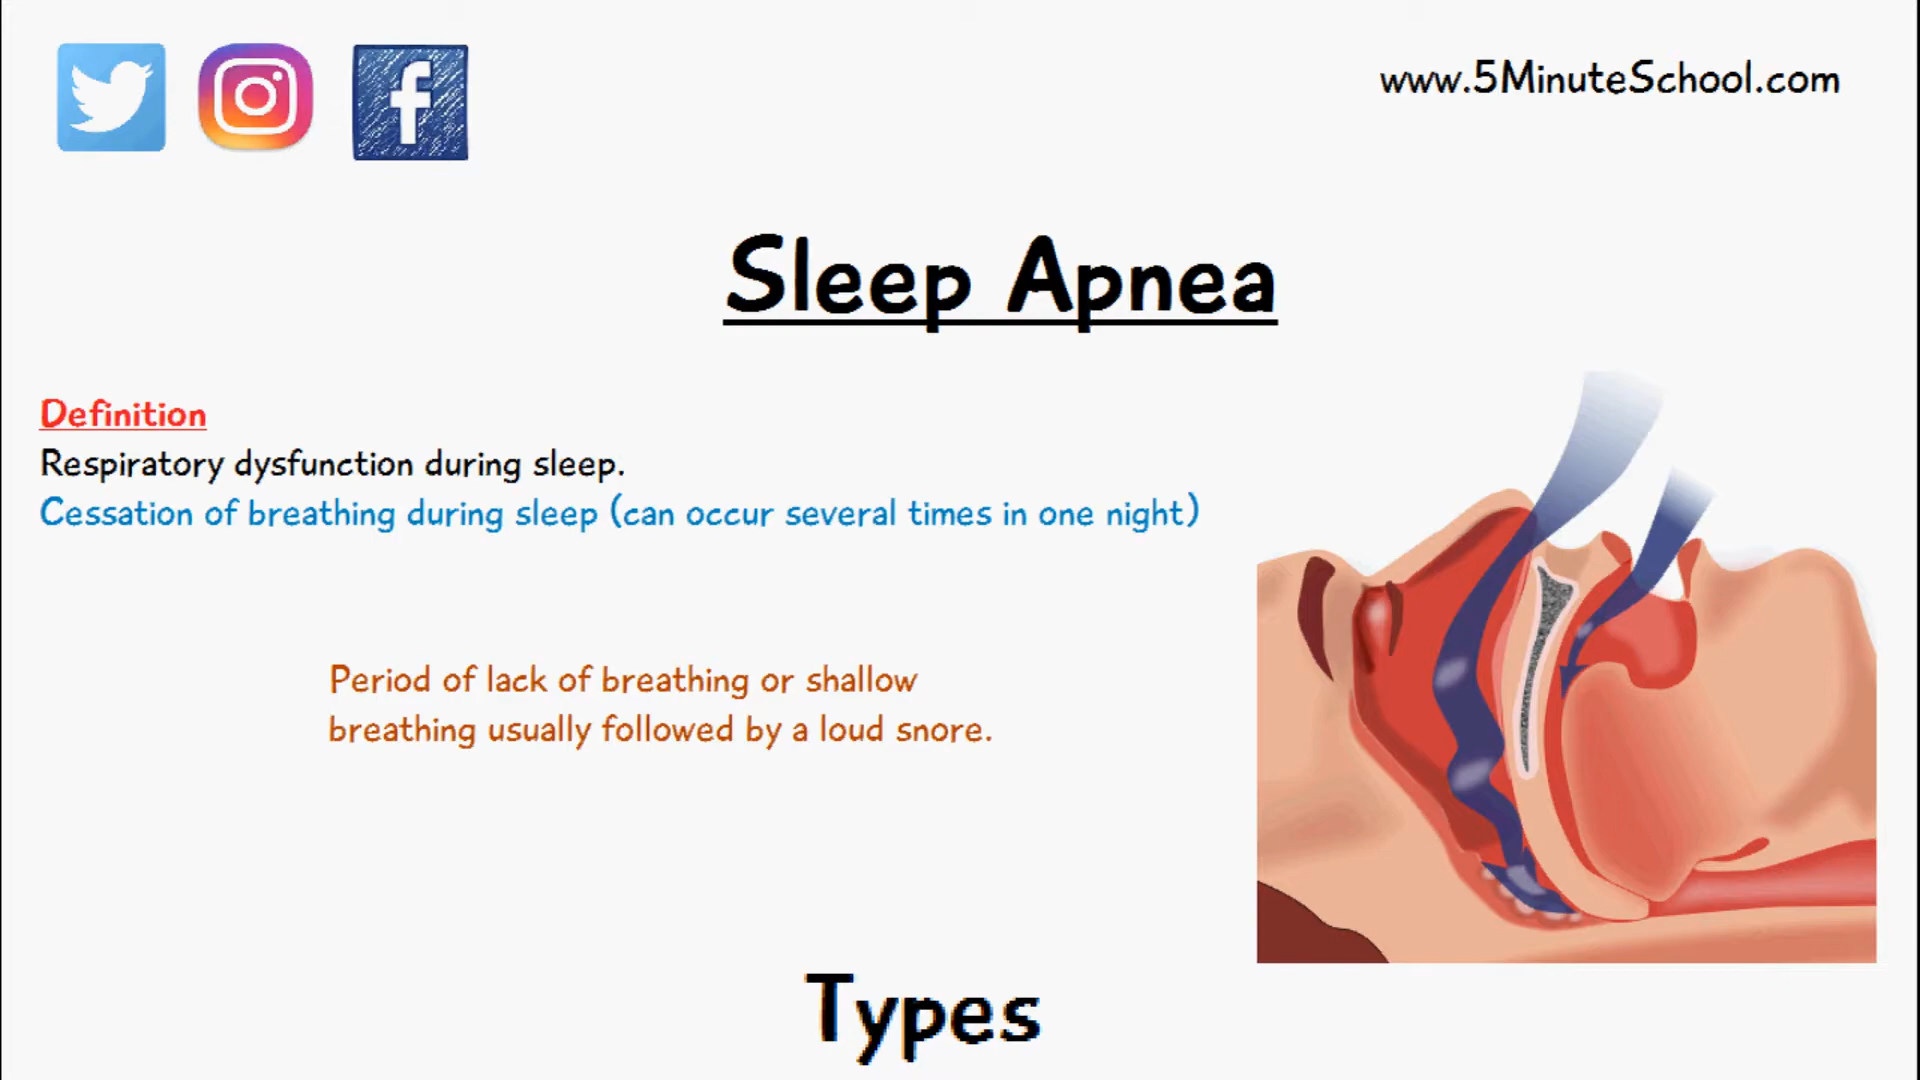 www.5MinuteSchool.com
Sleep Apnea
Definition
Respiratory dysfunction during sleep.
Cessation of breathing during sleep (can occur several times in one night)
Period of lack of breathing or shallow
breathing usually followed by a loud snore.
Types